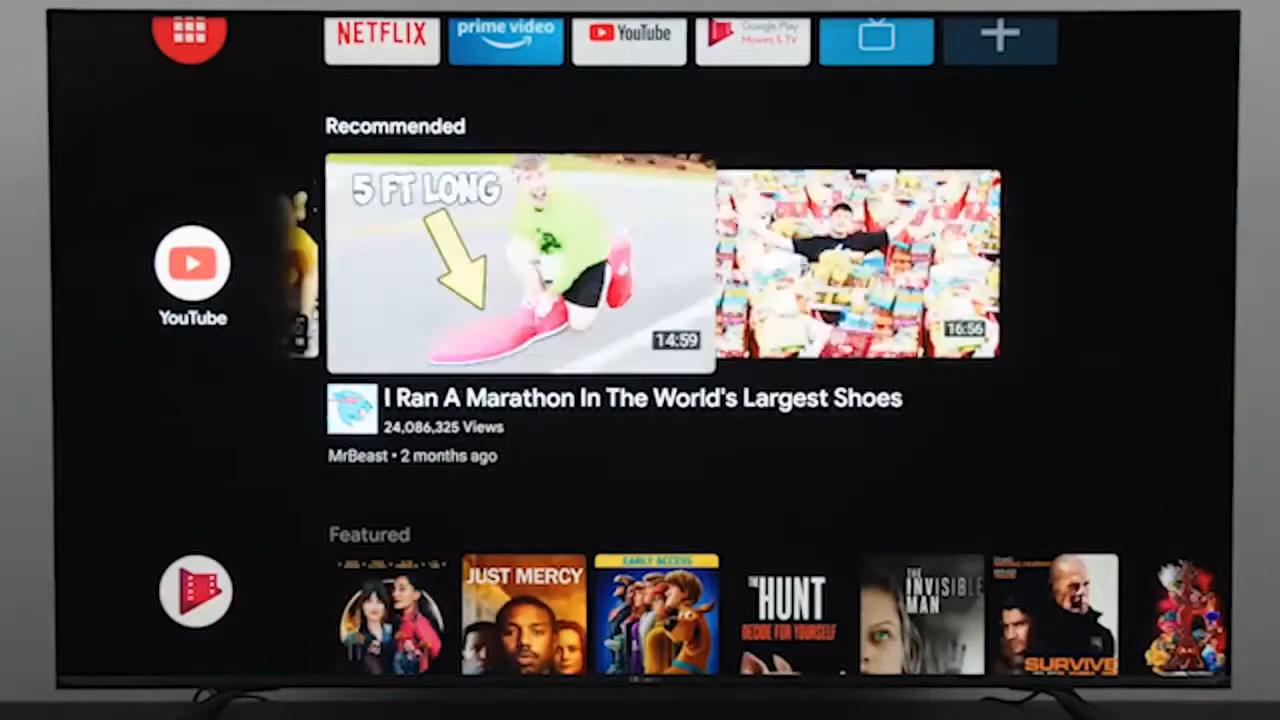 NETFLIX
prime video
YouTube
Google Play
Movies & TV
Recommended
5 FT LONG
14:59
16:56
YouTube
I Ran A Marathon In The World's Largest Shoes
24,086,325 Views
MrBeast • 2 months ago
Featured
JUST MERCY
EARLY ACCESS
THE HUNT
DECIDE FOR YOURSELF
THE INVISIBLE MAN
SURVIVE